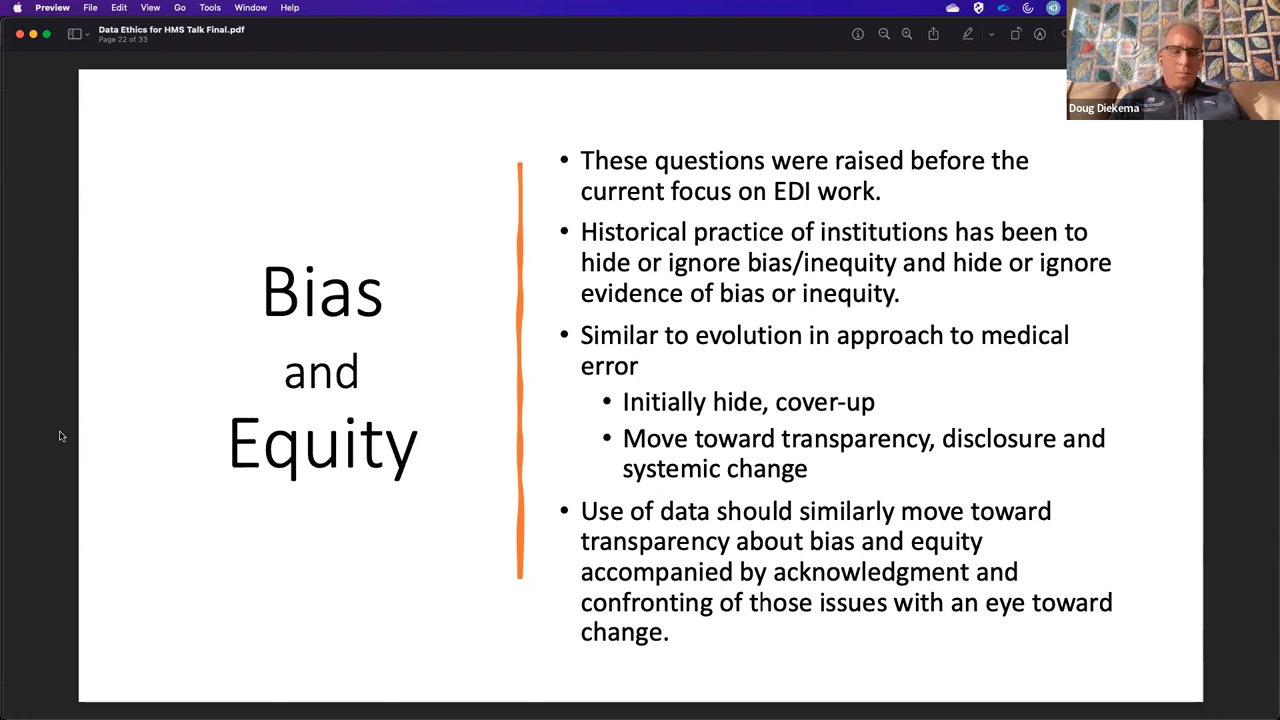 Preview File Edit View Go Tools Window Help
Data Ethics for HMS Talk Final.pdf
Page 22 of 33
Doug Diekema
Bias
and
Equity
• These questions were raised before the
current focus on EDI work.
• Historical practice of institutions has been to
hide or ignore bias/inequity and hide or ignore
evidence of bias or inequity.
• Similar to evolution in approach to medical
error
• Initially hide, cover-up
• Move toward transparency, disclosure and
systemic change
• Use of data should similarly move toward
transparency about bias and equity
accompanied by acknowledgment and
confronting of those issues with an eye toward
change.